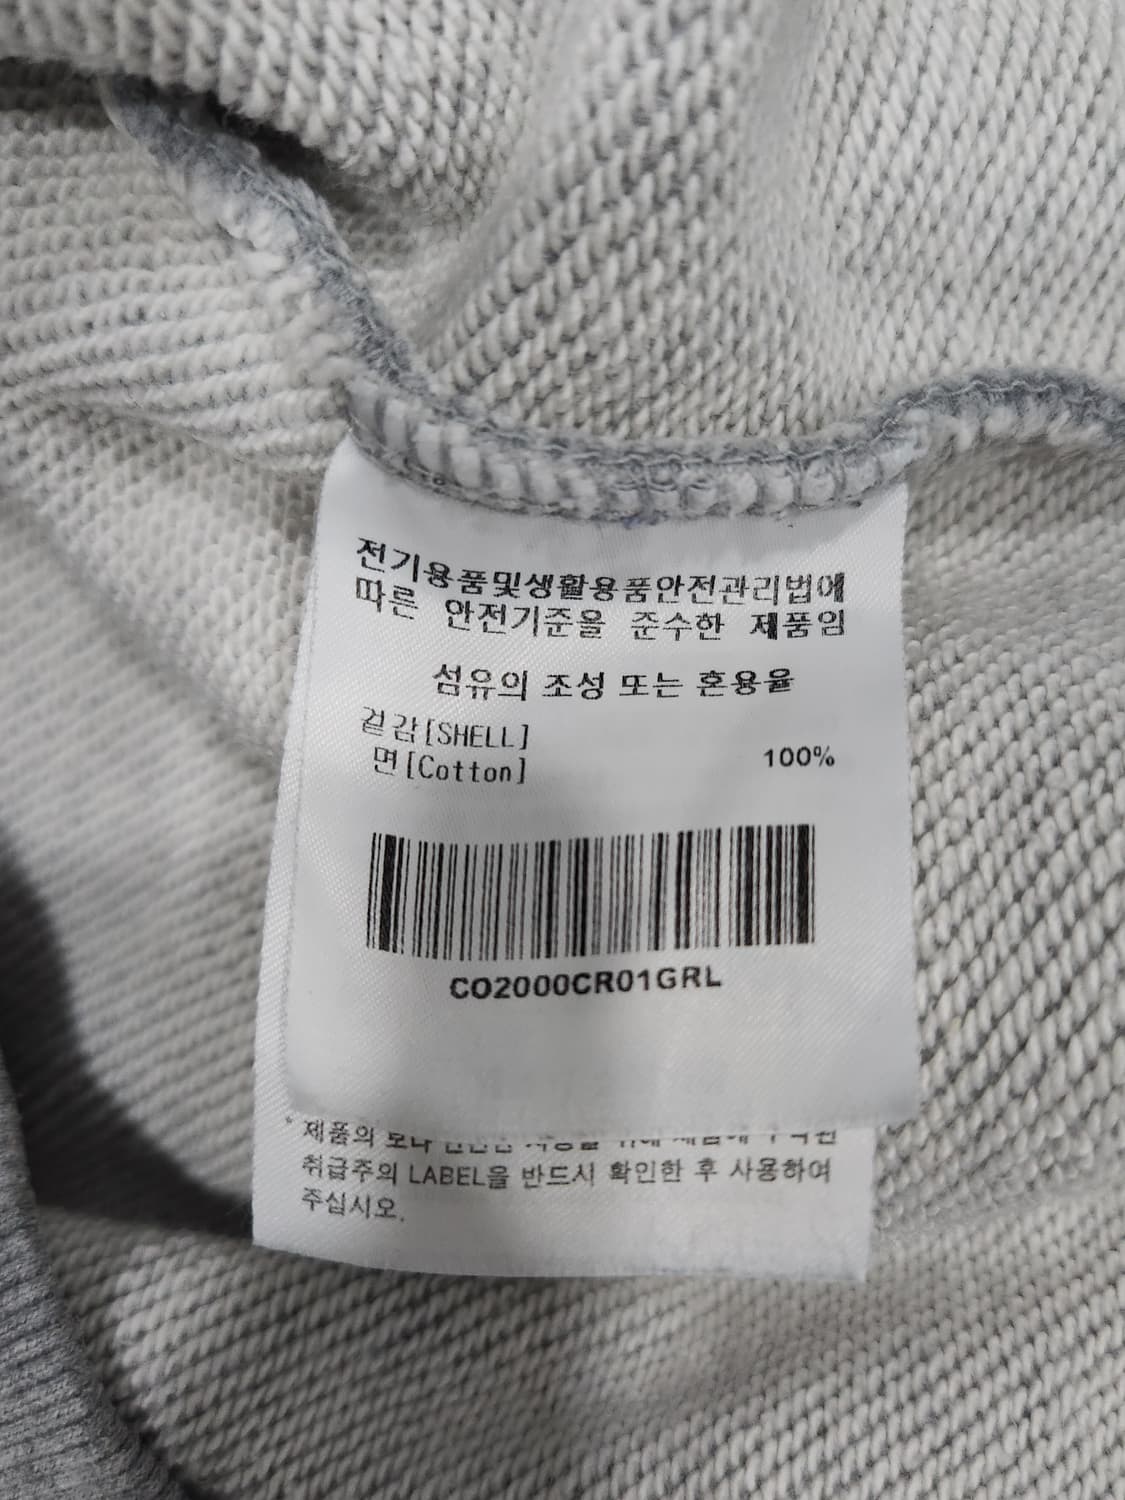 전기용품및생활용품안전관리법에
따른 안전기준을 준수한 제품임
섬유의 조성 또는 혼용율
겉감[SHELL]
면[Cotton] 100%
CO2000CR01GRL
* 제품의
취급주의 LABEL을 반드시 확인한 후 사용하여
주십시오.